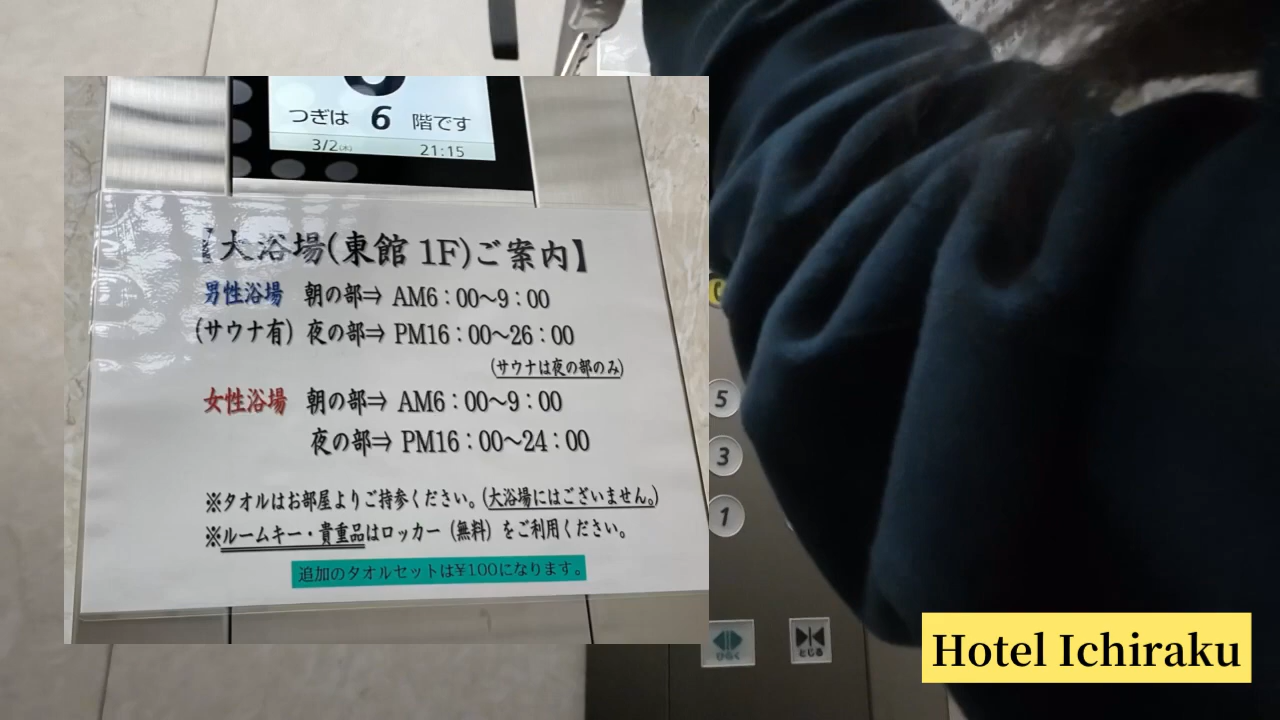 つぎは 6 階です
3/2(木) 21:15
【大浴場(東館 1F)ご案内】
男性浴場 朝の部⇒ AM6:00~9:00
(サウナ有) 夜の部⇒ PM16:00~26:00
(サウナは夜の部のみ)
女性浴場 朝の部⇒ AM6:00~9:00
夜の部⇒ PM16:00~24:00
※タオルはお部屋よりご持参ください。(大浴場にはございません。)
※ルームキー・貴重品はロッカー(無料)をご利用ください。
追加のタオルセットは¥100になります。
5
3
1
ひらく
とじる
Hotel Ichiraku